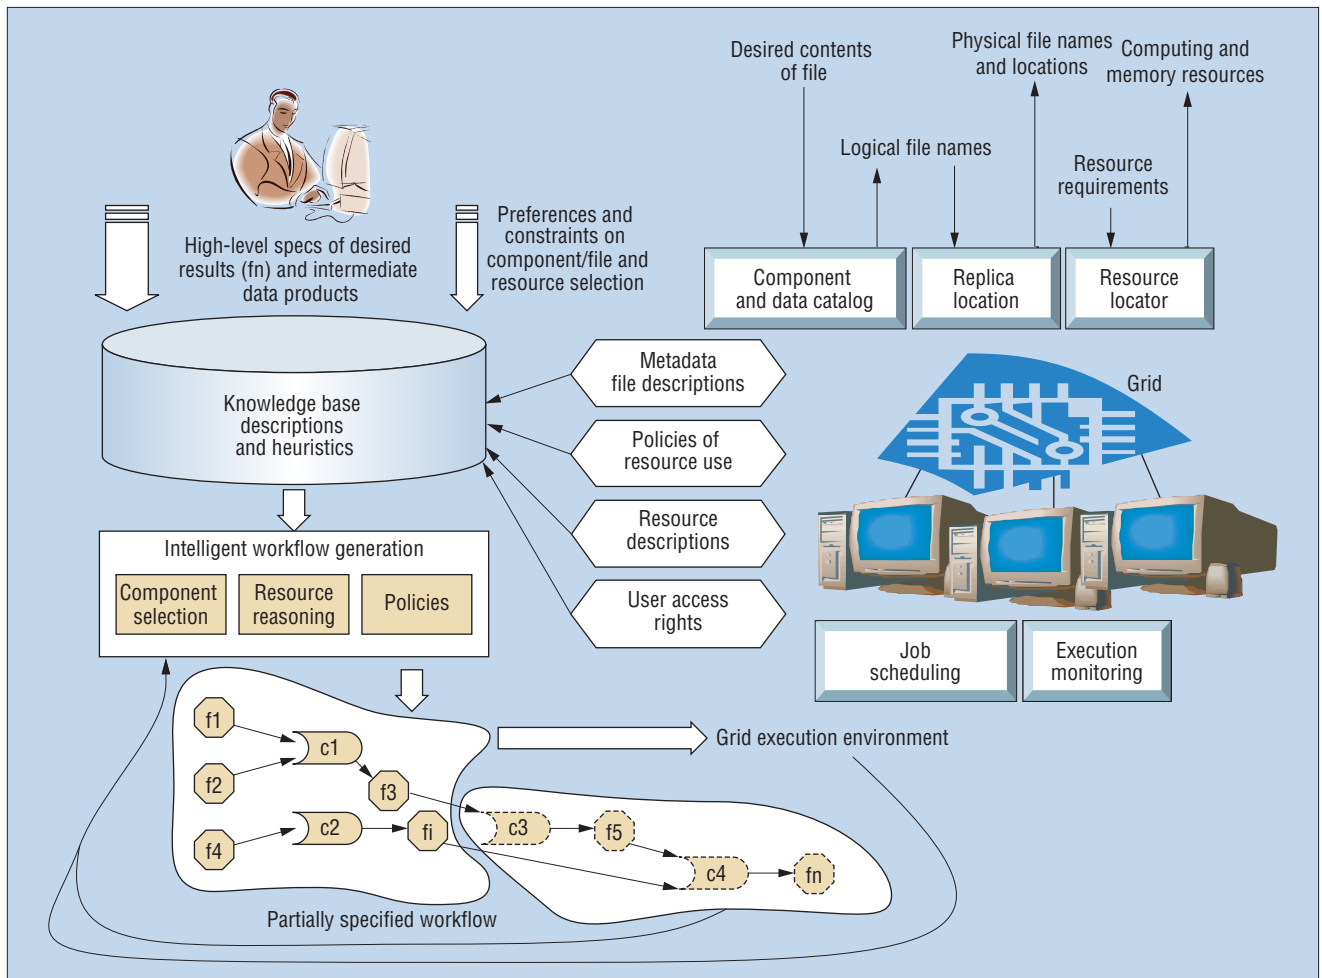 Desired contents
of file
Physical file names
and locations
Computing and
memory resources
Logical file names
Resource
requirements
Component
and data catalog
Replica
location
Resource
locator
High-level specs of desired
results (fn) and intermediate
data products
Preferences and
constraints on
component/file and
resource selection
Knowledge base
descriptions
and heuristics
Metadata
file descriptions
Policies of
resource use
Resource
descriptions
User access
rights
Grid
Intelligent workflow generation
Component
selection
Resource
reasoning
Policies
Job
scheduling
Execution
monitoring
f1
f2
f4
c1
c2
f3
fi
c3
f5
c4
fn
Grid execution environment
Partially specified workflow